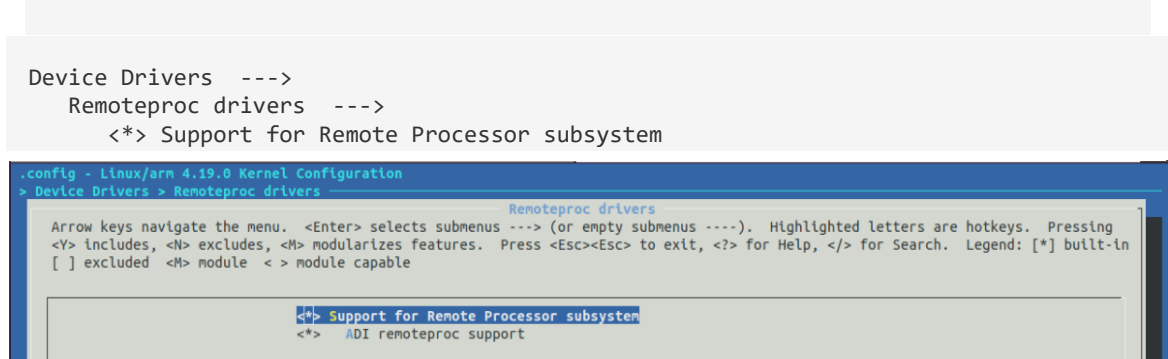 Device Drivers  --->
   Remoteproc drivers  --->
      <*> Support for Remote Processor subsystem
.config - Linux/arm 4.19.0 Kernel Configuration
> Device Drivers > Remoteproc drivers
Remoteproc drivers
Arrow keys navigate the menu.  <Enter> selects submenus ---> (or empty submenus ----).  Highlighted letters are hotkeys.  Pressing
<Y> includes, <N> excludes, <M> modularizes features.  Press <Esc><Esc> to exit, <?> for Help, </> for Search.  Legend: [*] built-in
[ ] excluded  <M> module  < > module capable
<*> Support for Remote Processor subsystem
<*>   ADI remoteproc support